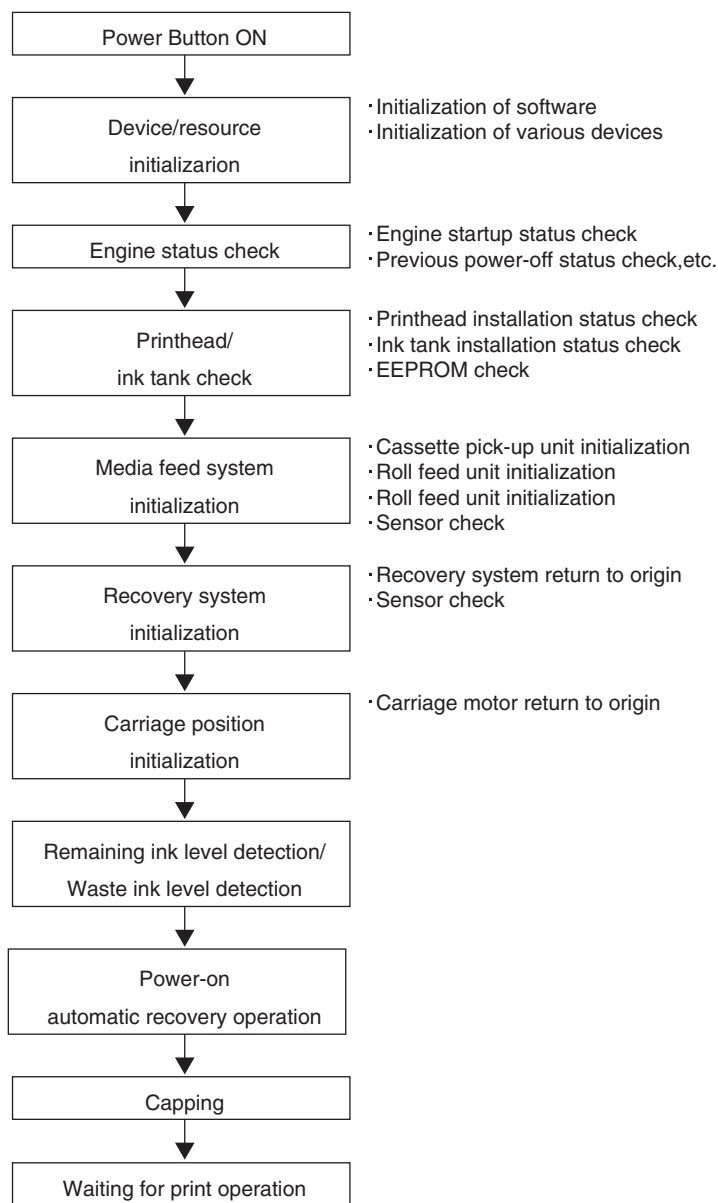 Power Button ON
Device/resource
initializarion
·Initialization of software
·Initialization of various devices
Engine status check
·Engine startup status check
·Previous power-off status check,etc.
Printhead/
ink tank check
·Printhead installation status check
·Ink tank installation status check
·EEPROM check
Media feed system
initialization
·Cassette pick-up unit initialization
·Roll feed unit initialization
·Roll feed unit initialization
·Sensor check
Recovery system
initialization
·Recovery system return to origin
·Sensor check
Carriage position
initialization
·Carriage motor return to origin
Remaining ink level detection/
Waste ink level detection
Power-on
automatic recovery operation
Capping
Waiting for print operation